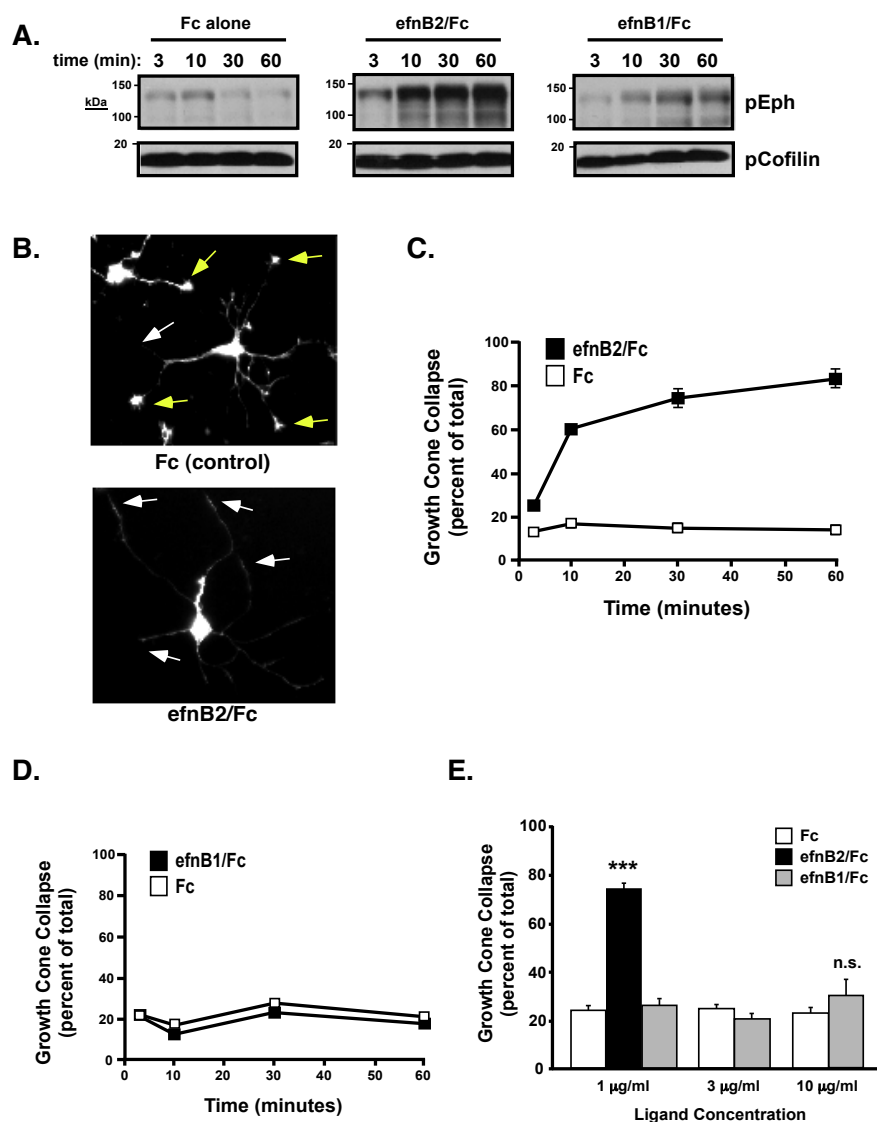 A.
Fc alone efnB2/Fc efnB1/Fc
time (min): 3 10 30 60 3 10 30 60 3 10 30 60
kDa
150 150 150
100 100 100
pEph
20 20 20
pCofilin
B.
Fc (control)
efnB2/Fc
C.
efnB2/Fc
Fc
Growth Cone Collapse
(percent of total)
100
80
60
40
20
0
0 10 20 30 40 50 60
Time (minutes)
D.
efnB1/Fc
Fc
Growth Cone Collapse
(percent of total)
100
80
60
40
20
0
0 10 20 30 40 50 60
Time (minutes)
E.
Fc
efnB2/Fc
efnB1/Fc
Growth Cone Collapse
(percent of total)
100
80
60
40
20
0
***
n.s.
1 μg/ml 3 μg/ml 10 μg/ml
Ligand Concentration